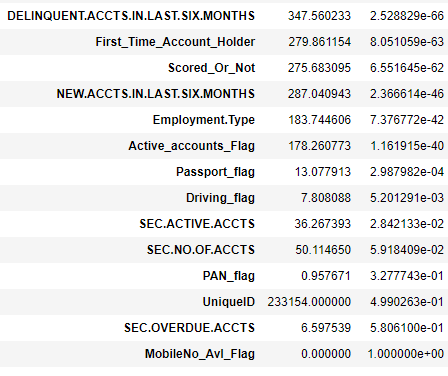 DELINQUENT.ACCTS.IN.LAST.SIX.MONTHS 347.560233 2.528829e-66
First_Time_Account_Holder 279.861154 8.051059e-63
Scored_Or_Not 275.683095 6.551645e-62
NEW.ACCTS.IN.LAST.SIX.MONTHS 287.040943 2.366614e-46
Employment.Type 183.744606 7.376772e-42
Active_accounts_Flag 178.260773 1.161915e-40
Passport_flag 13.077913 2.987982e-04
Driving_flag 7.808088 5.201291e-03
SEC.ACTIVE.ACCTS 36.267393 2.842133e-02
SEC.NO.OF.ACCTS 50.114650 5.918409e-02
PAN_flag 0.957671 3.277743e-01
UniqueID 233154.000000 4.990263e-01
SEC.OVERDUE.ACCTS 6.597539 5.806100e-01
MobileNo_Avl_Flag 0.000000 1.000000e+00